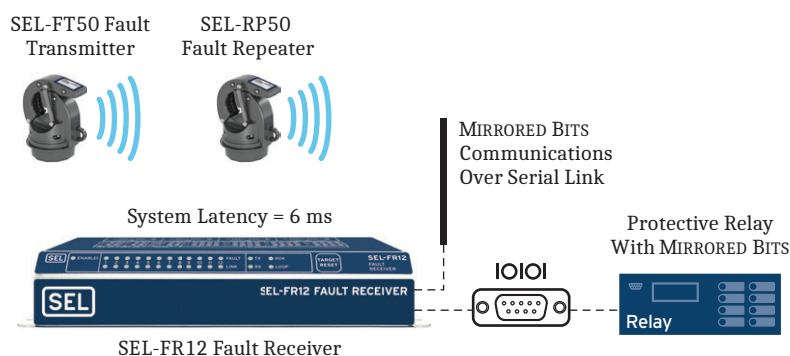 SEL-FT50 Fault
Transmitter
SEL-RP50
Fault Repeater
MIRRORED BITS
Communications
Over Serial Link
System Latency = 6 ms
Protective Relay
With MIRRORED BITS
SEL
ENABLED
FAULT
LINK
TX
RX
ROK
LOOP
TARGET
RESET
SEL-FR12
FAULT
RECEIVER
SEL
SEL-FR12 FAULT RECEIVER
IOIOI
Relay
SEL-FR12 Fault Receiver